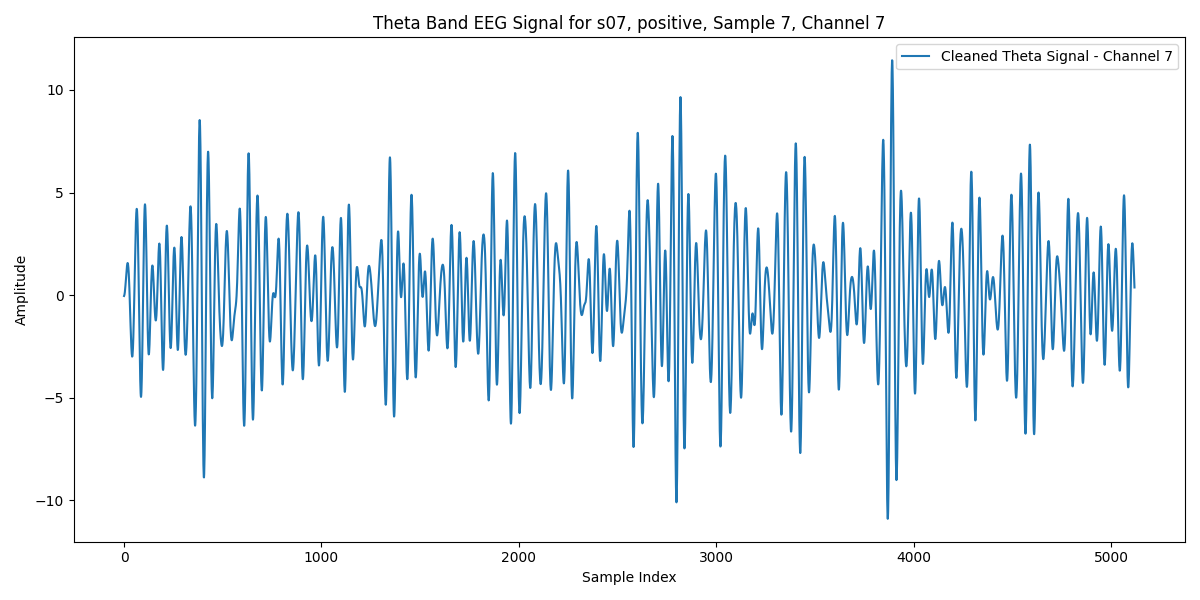 Theta Band EEG Signal for s07, positive, Sample 7, Channel 7
Cleaned Theta Signal - Channel 7
Amplitude
10
5
0
−5
−10
0 1000 2000 3000 4000 5000
Sample Index